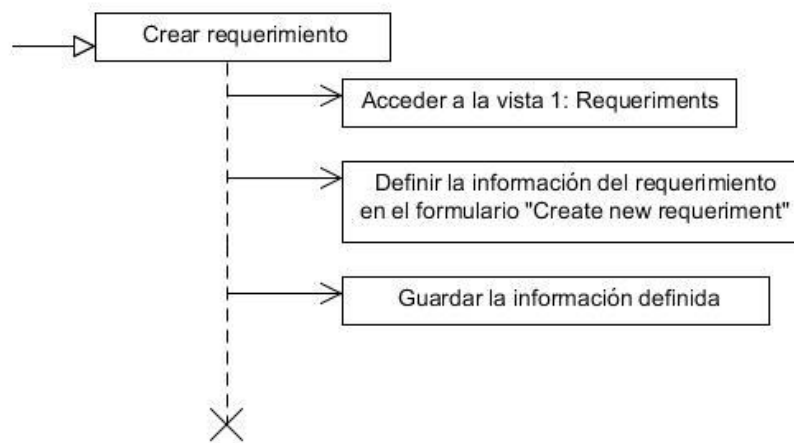 Crear requerimiento
Acceder a la vista 1: Requeriments
Definir la información del requerimiento
en el formulario "Create new requeriment"
Guardar la información definida